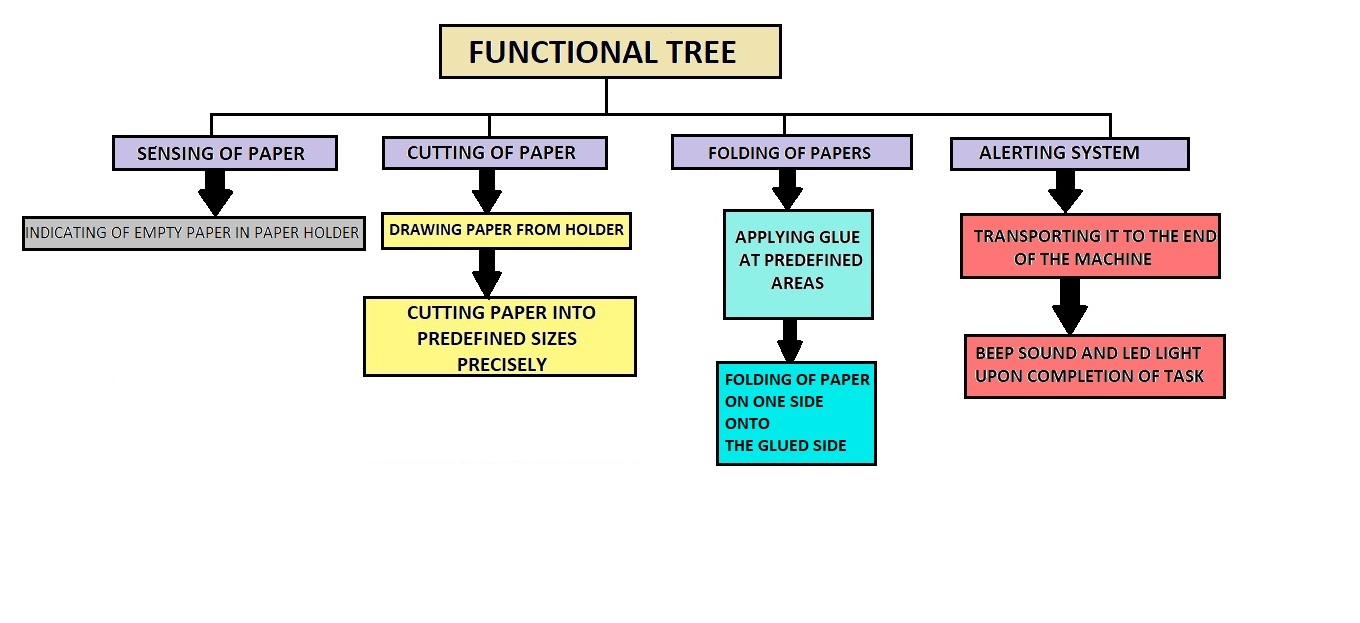 FUNCTIONAL TREE
SENSING OF PAPER
CUTTING OF PAPER
FOLDING OF PAPERS
ALERTING SYSTEM
INDICATING OF EMPTY PAPER IN PAPER HOLDER
DRAWING PAPER FROM HOLDER
CUTTING PAPER INTO
PREDEFINED SIZES
PRECISELY
APPLYING GLUE
AT PREDEFINED
AREAS
FOLDING OF PAPER
ON ONE SIDE
ONTO
THE GLUED SIDE
TRANSPORTING IT TO THE END
OF THE MACHINE
BEEP SOUND AND LED LIGHT
UPON COMPLETION OF TASK